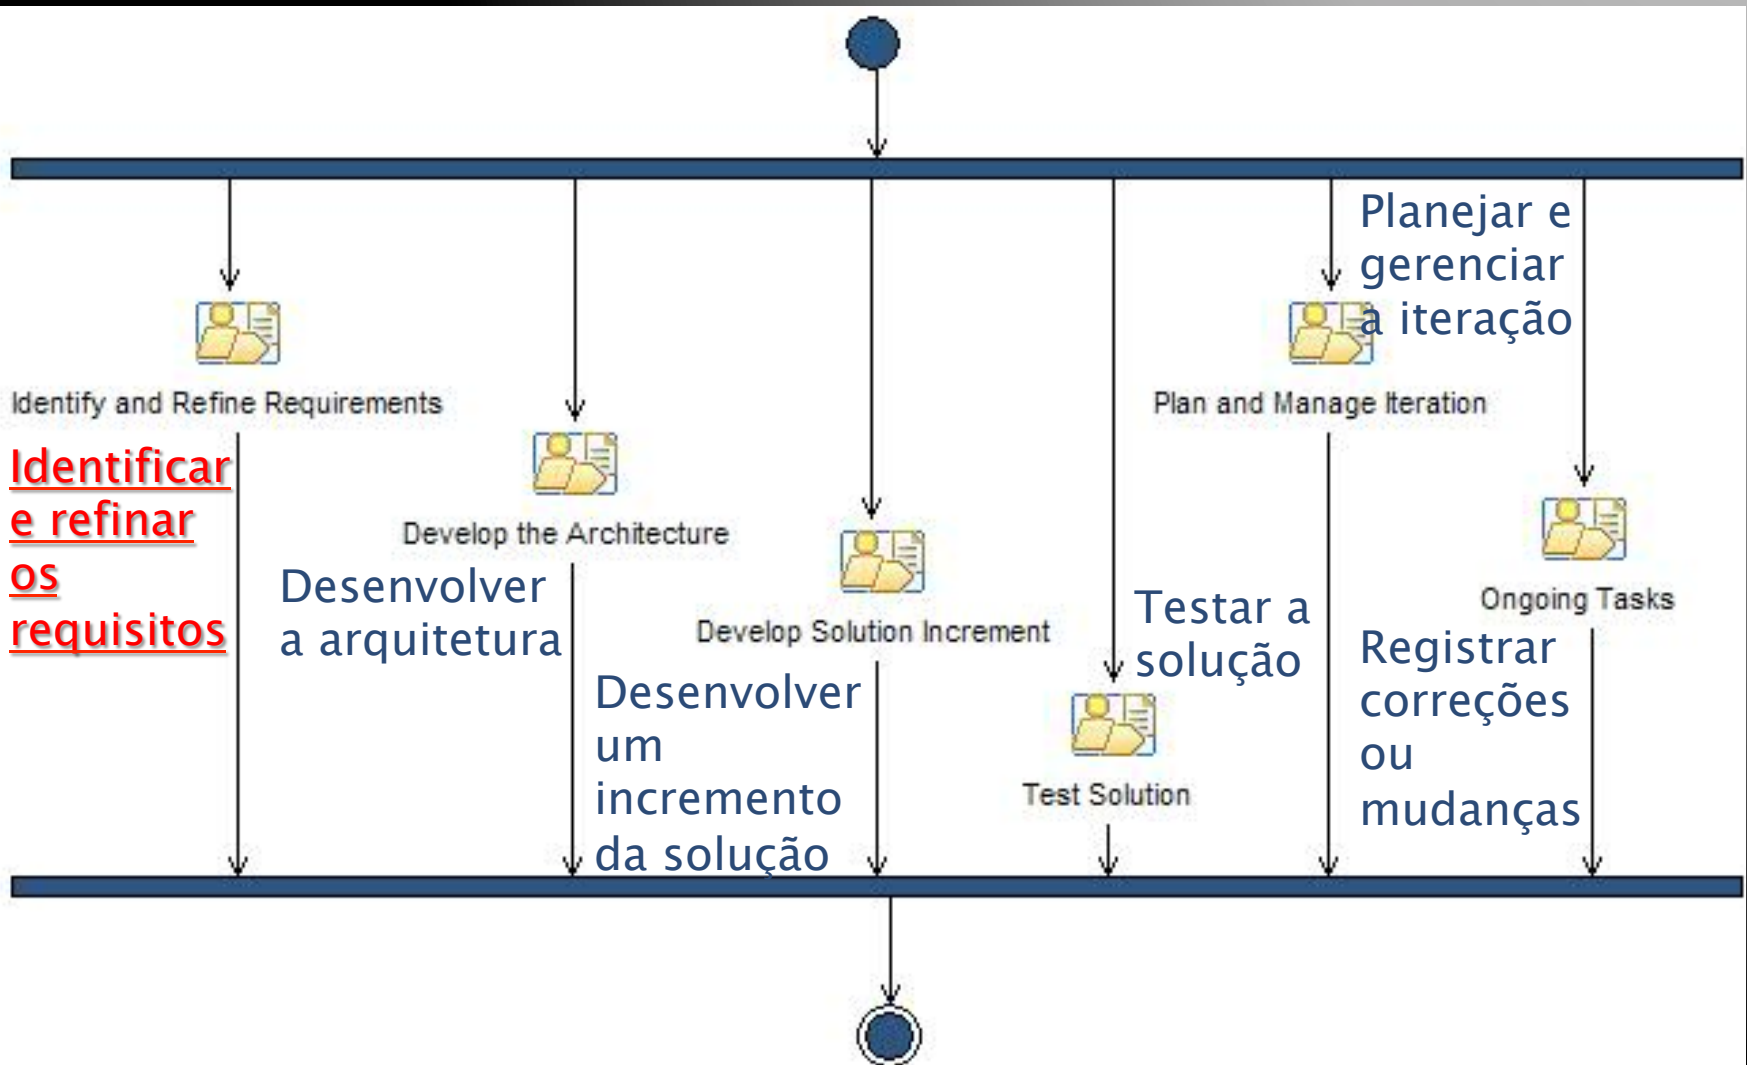 Planejar e
gerenciar
a iteração
Identify and Refine Requirements
Plan and Manage Iteration
Identificar
e refinar
os
requisitos
Develop the Architecture
Desenvolver
a arquitetura
Ongoing Tasks
Develop Solution Increment
Testar a
solução
Desenvolver
um
incremento
da solução
Registrar
correções
ou
mudanças
Test Solution